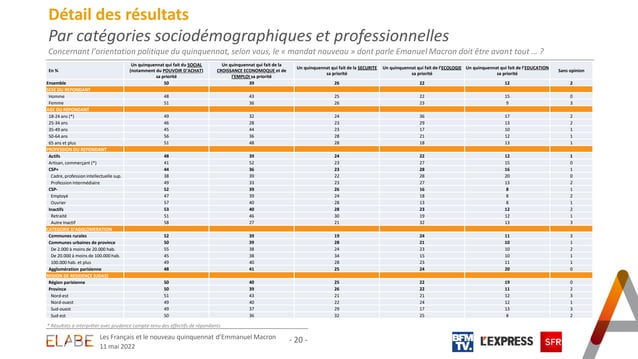 Détail des résultats
Par catégories sociodémographiques et professionnelles
Concernant l'orientation politique du quinquennat, selon vous, le « mandat nouveau » dont parle Emanuel Macron doit être avant tout … ?
En % Un quinquennat qui fait du SOCIAL (notamment du POUVOIR D'ACHAT) sa priorité Un quinquennat qui fait de la CROISSANCE ECONOMOQUE et de l'EMPLOI sa priorité Un quinquennat qui fait de la SECURITE sa priorité Un quinquennat qui fait de l'ECOLOGIE sa priorité Un quinquennat qui fait de l'EDUCATION sa priorité Sans opinion
Ensemble 50 39 26 22 12 2
SEXE DU REPONDANT
Homme 48 43 25 22 15 0
Femme 51 36 26 23 9 3
AGE DU REPONDANT
18-24 ans (*) 49 32 24 36 17 2
25-34 ans 46 28 23 29 13 2
35-49 ans 45 44 23 17 10 1
50-64 ans 56 36 28 21 12 1
65 ans et plus 51 48 28 18 13 1
PROFESSION DU REPONDANT
Actifs 48 39 24 22 12 1
Artisan, commerçant (*) 41 52 23 27 15 0
CSP+ 44 36 23 28 16 1
Cadre, profession intellectuelle sup. 38 39 22 28 20 0
Profession intermédiaire 49 33 23 27 13 2
CSP- 52 39 26 16 8 1
Employé 47 39 24 18 8 2
Ouvrier 57 40 28 13 8 1
Inactifs 53 40 28 23 12 2
Retraité 51 46 30 19 12 1
Autre inactif 58 27 21 32 13 3
CATEGORIE D'AGGLOMERATION
Communes rurales 52 39 19 24 11 3
Communes urbaines de province 50 39 28 21 10 1
De 2.000 à moins de 20.000 hab. 55 38 24 23 10 2
De 20.000 à moins de 100.000 hab. 45 38 34 15 10 1
100.000 hab. et plus 49 40 28 23 11 1
Agglomération parisienne 48 41 25 24 20 0
REGION DE RESIDENCE (UDA5)
Région parisienne 50 40 25 22 19 0
Province 50 39 26 22 11 2
Nord-est 51 43 21 21 12 3
Nord-ouest 49 40 22 24 12 1
Sud-ouest 49 37 29 17 13 3
Sud-est 50 36 32 25 8 2
* Résultats à interpréter avec prudence compte tenu des effectifs de répondants
ELABE
Les Français et le nouveau quinquennat d'Emmanuel Macron
11 mai 2022
- 20 -
BFM TV.
L'EXPRESS
SFR